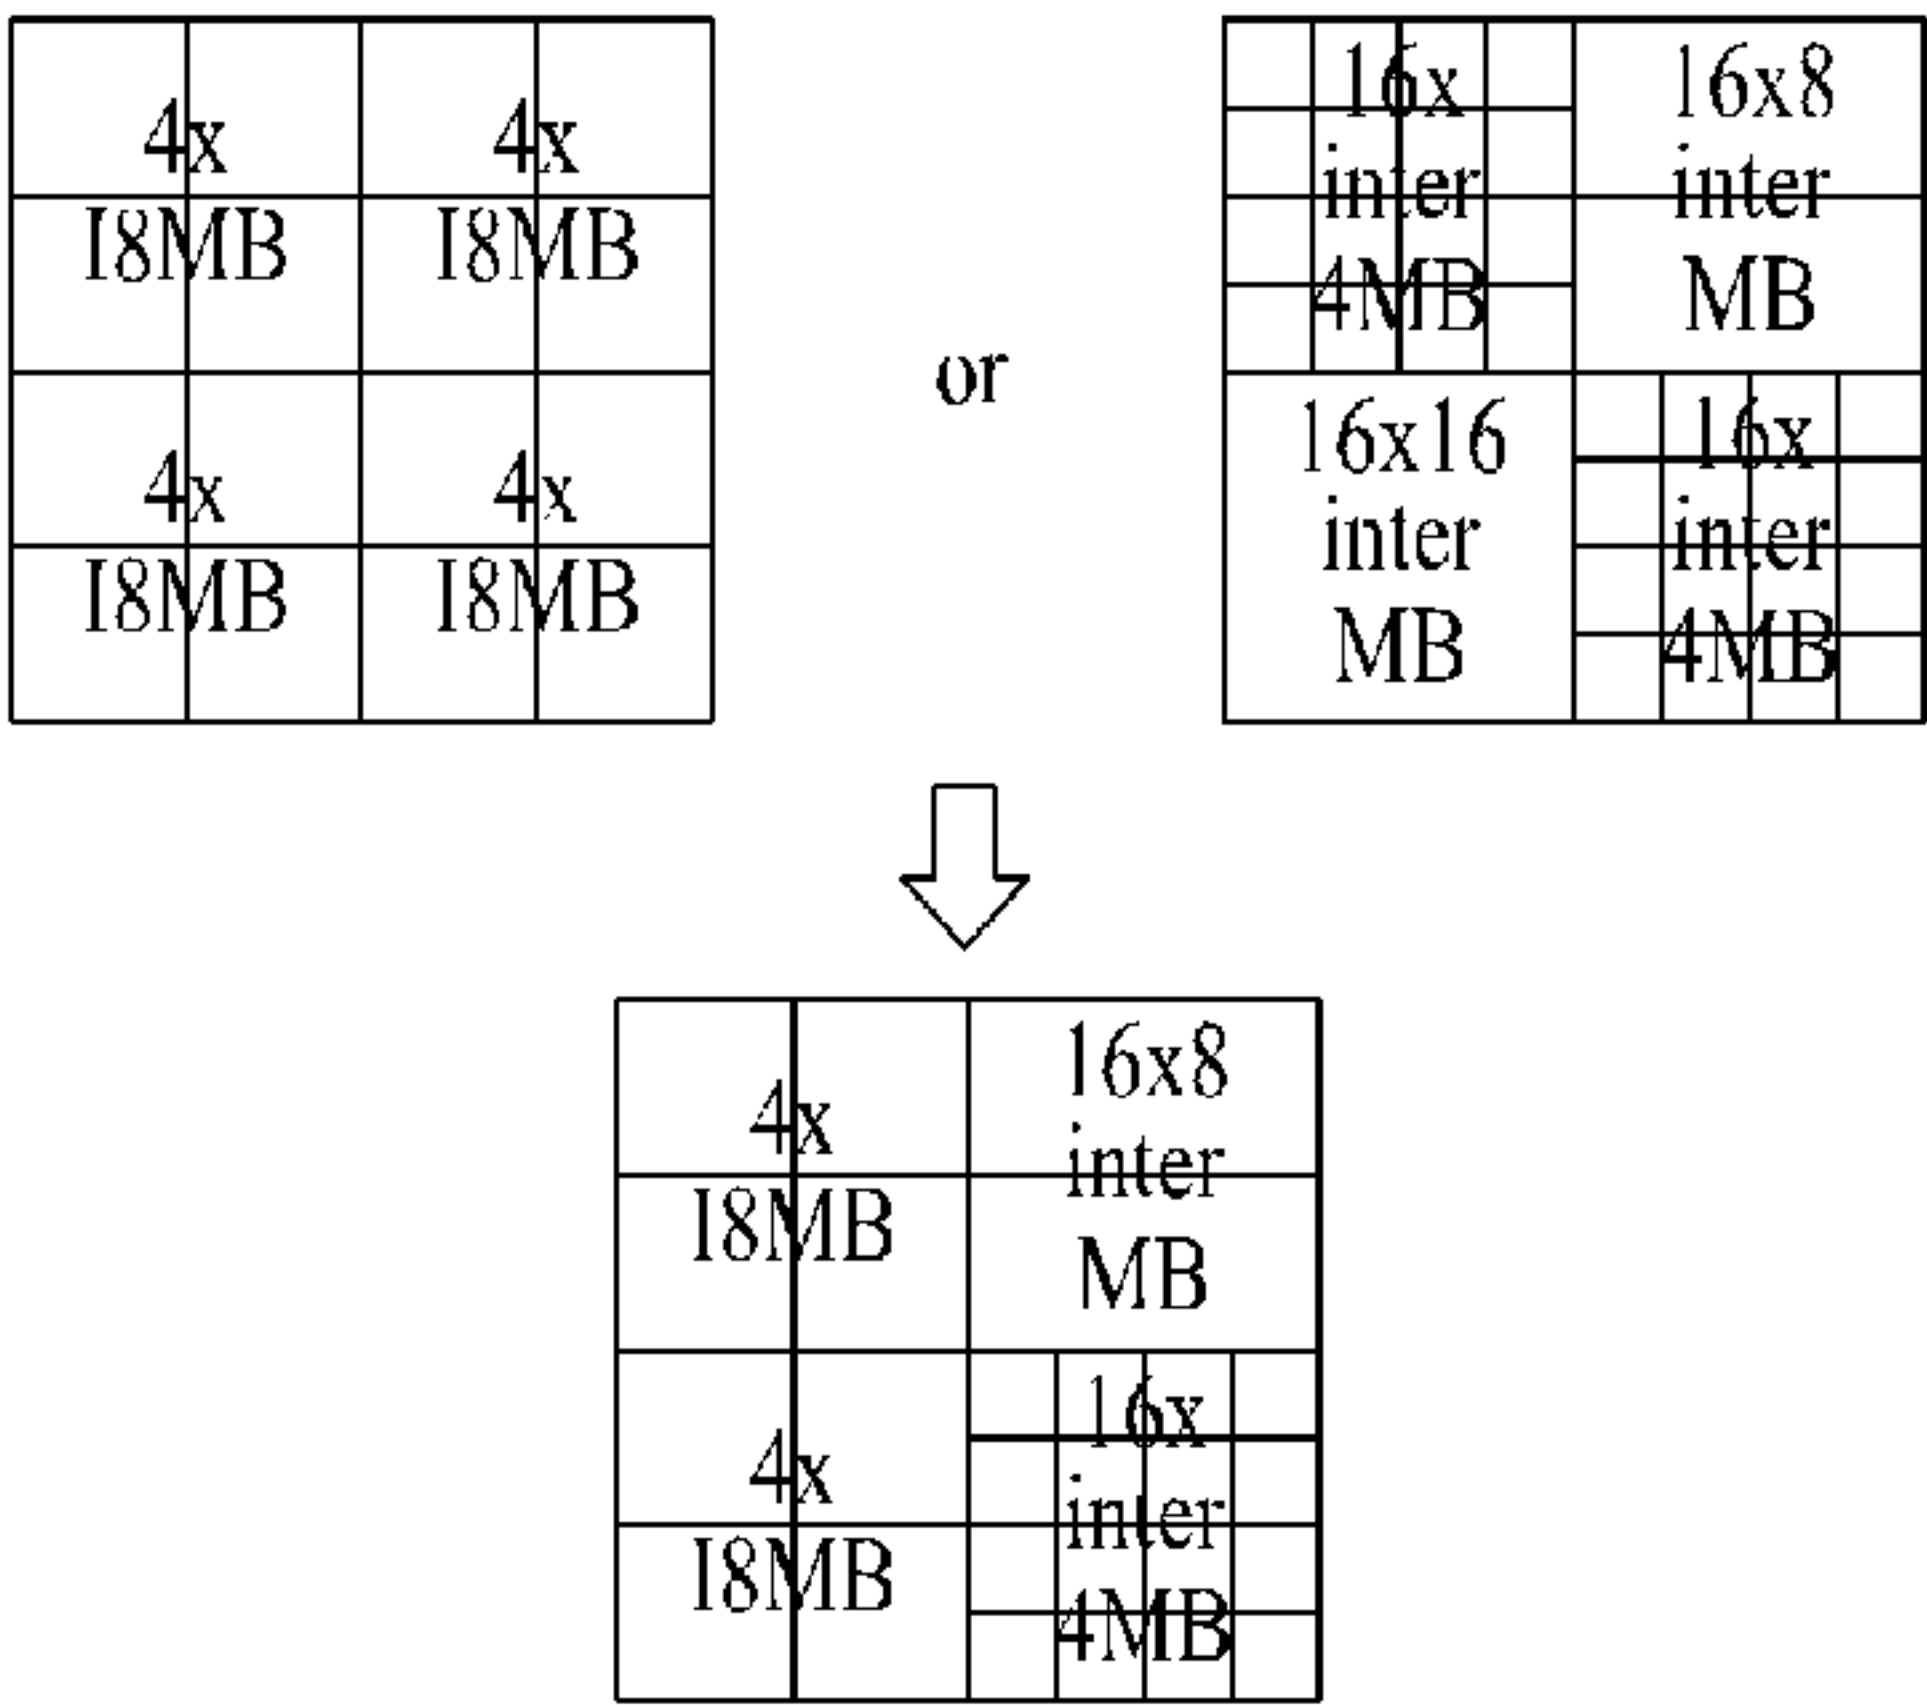 4x
I8MB
4x
I8MB
4x
I8MB
4x
I8MB
or
16x
inter
4MB
16x8
inter
MB
16x16
inter
MB
16x
inter
4MB
4x
I8MB
16x8
inter
MB
4x
I8MB
16x
inter
4MB